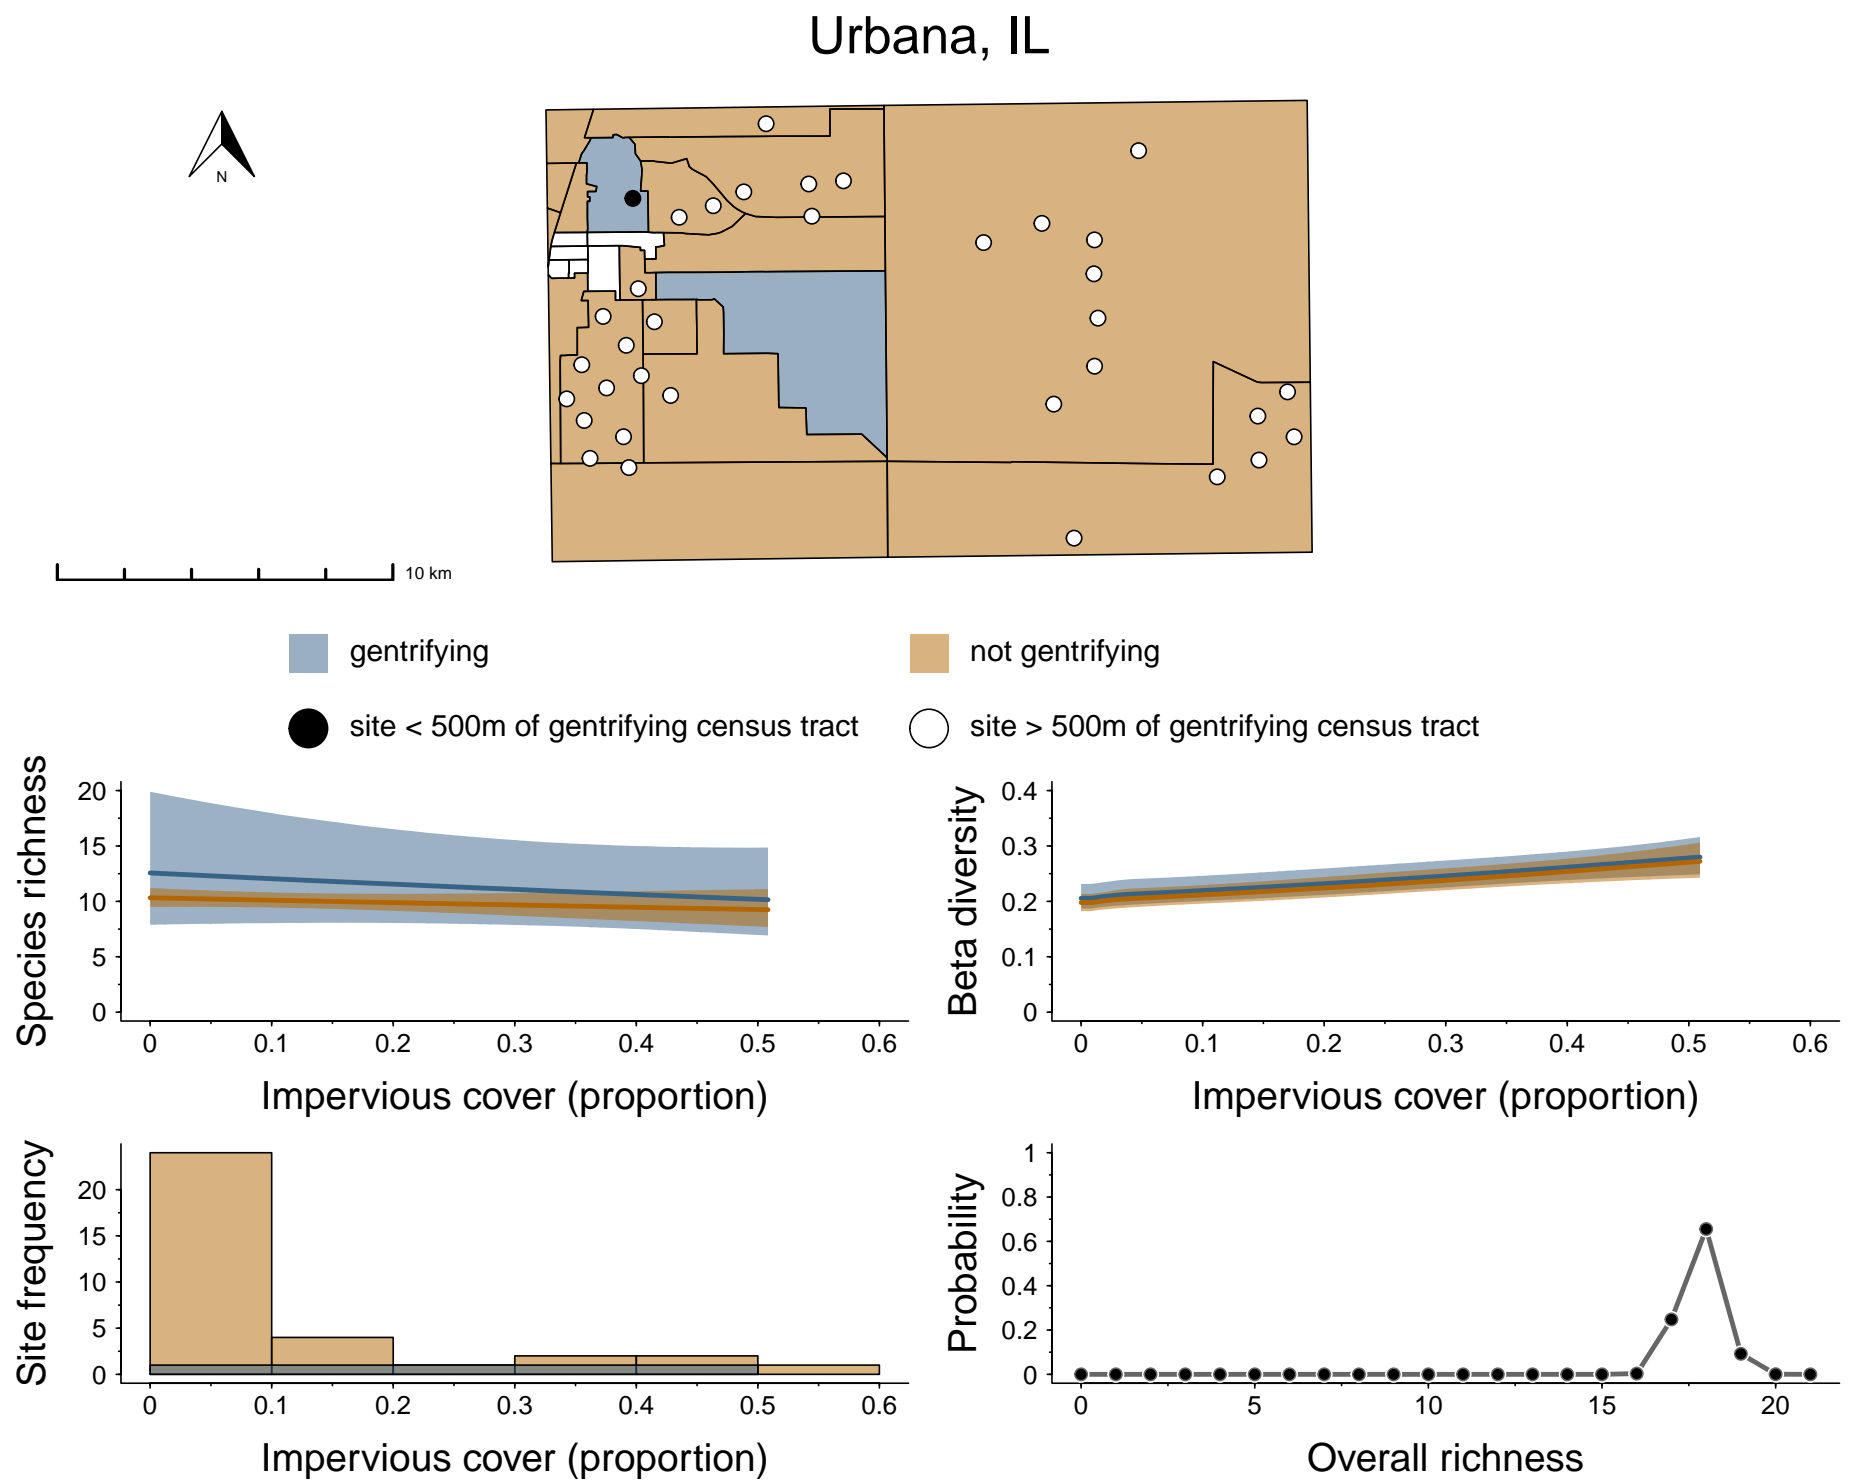 Urbana, IL
N
10 km
gentrifying
not gentrifying
site < 500m of gentrifying census tract
site > 500m of gentrifying census tract
Species richness
20
15
10
5
0
0 0.1 0.2 0.3 0.4 0.5 0.6
Impervious cover (proportion)
Beta diversity
0.4
0.3
0.2
0.1
0
0 0.1 0.2 0.3 0.4 0.5 0.6
Impervious cover (proportion)
Site frequency
20
15
10
5
0
0 0.1 0.2 0.3 0.4 0.5 0.6
Impervious cover (proportion)
Probability
1
0.8
0.6
0.4
0.2
0
0 5 10 15 20
Overall richness